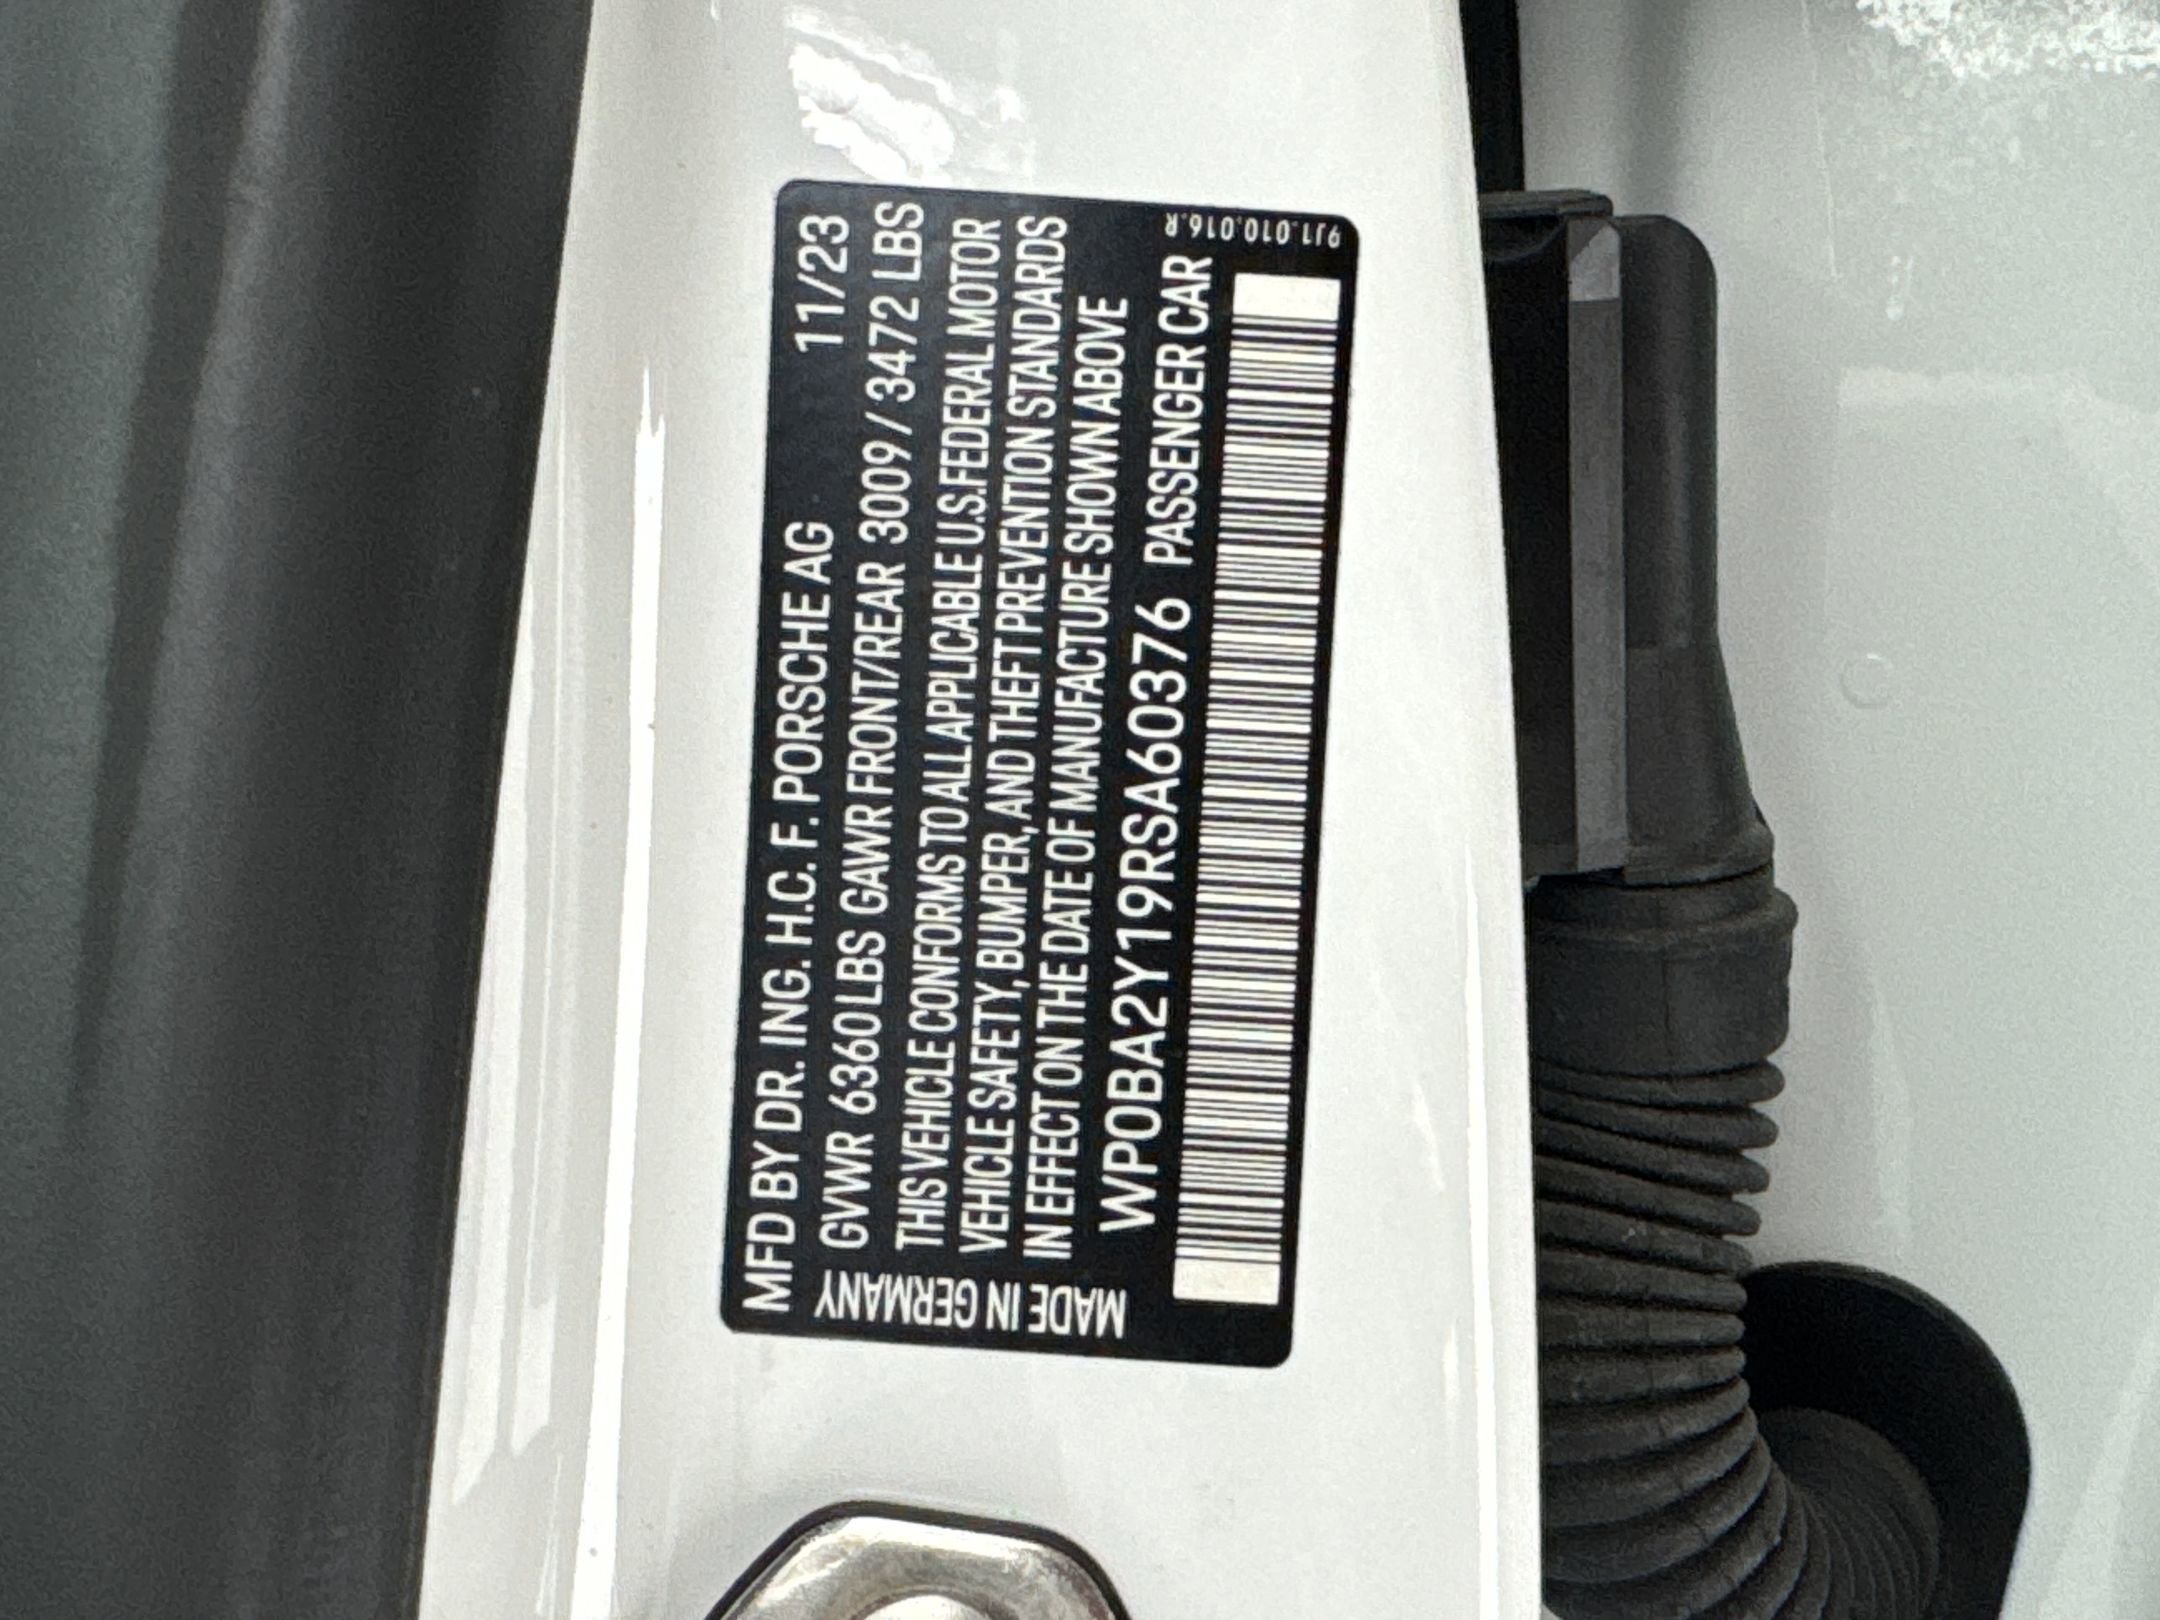 MFD BY DR. ING. H.C. F. PORSCHE AG 11/23
GVWR 6360 LBS GAWR FRONT/REAR 3009 / 3472 LBS
THIS VEHICLE CONFORMS TO ALL APPLICABLE U.S. FEDERAL MOTOR
VEHICLE SAFETY, BUMPER, AND THEFT PREVENTION STANDARDS
IN EFFECT ON THE DATE OF MANUFACTURE SHOWN ABOVE
WP0BA2Y19RSA60376 PASSENGER CAR
MADE IN GERMANY
9J1.010.016.R